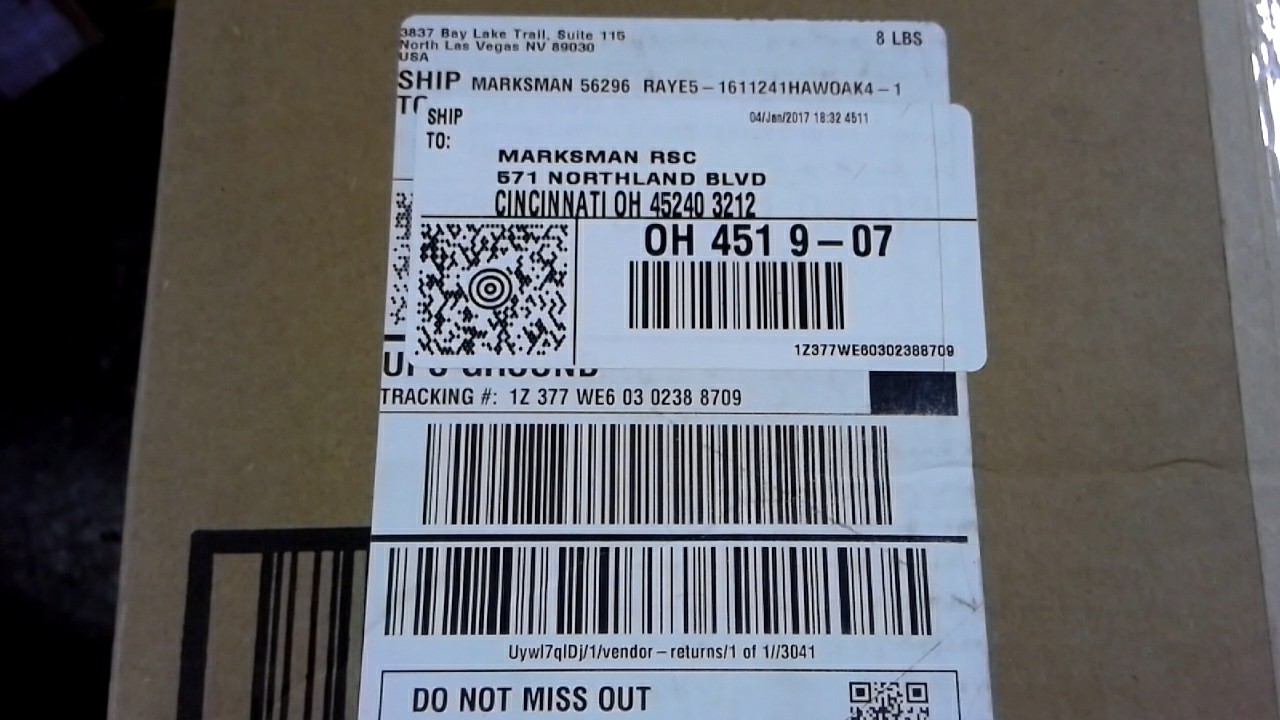 3837 Bay Lake Trail, Suite 115
North Las Vegas NV 89030
USA
8 LBS
SHIP
MARKSMAN 56296 RAYE5-1611241HAWOAK4-1
SHIP
TO:
04/Jan/2017 18:32 4511
MARKSMAN RSC
571 NORTHLAND BLVD
CINCINNATI OH 45240 3212
OH 451 9-07
1Z377WE60302388709
UPS GROUND
TRACKING #: 1Z 377 WE6 03 0238 8709
Uywl7qlDj/1/vendor-returns/1 of 1//3041
DO NOT MISS OUT